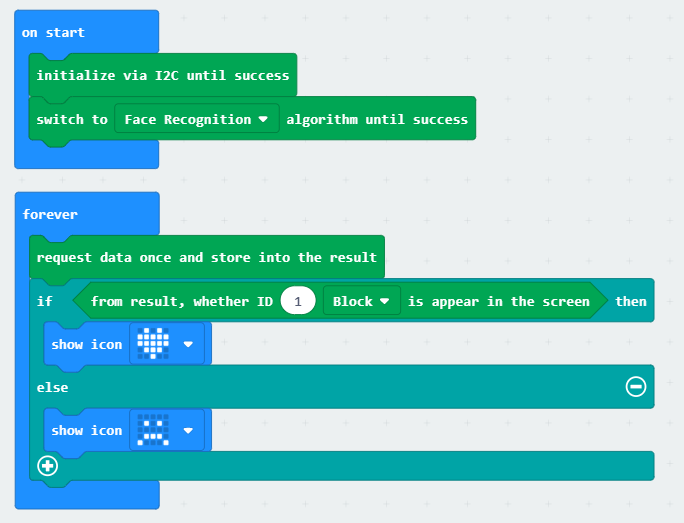 on start
initialize via I2C until success
switch to Face Recognition algorithm until success
forever
request data once and store into the result
if from result, whether ID 1 Block is appear in the screen then
show icon
else
show icon